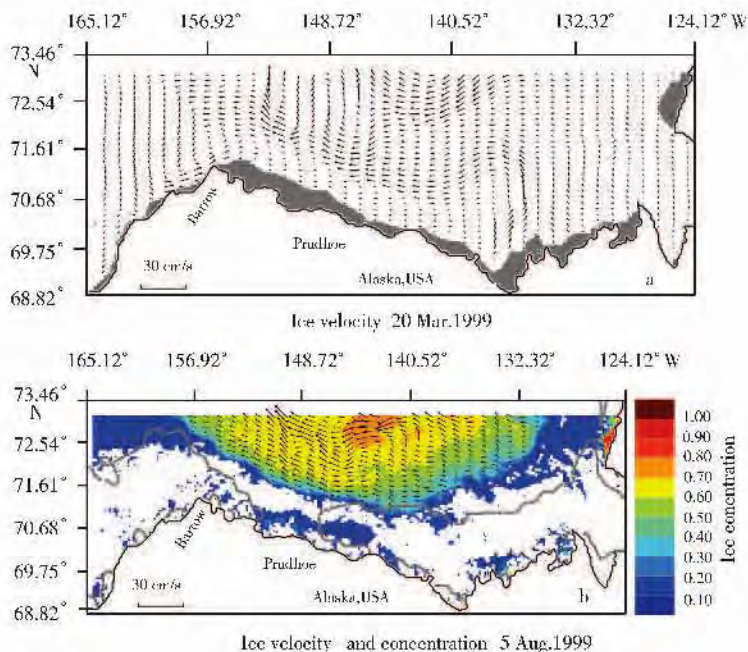 165.12° 156.92° 148.72° 140.52° 132.32° 124.12° W
73.46°
N
72.54°
71.61°
70.68°
69.75°
68.82°
Barrow
Prudhoe
30 cm/s
Alaska,USA
a
Ice velocity 20 Mar.1999
165.12° 156.92° 148.72° 140.52° 132.32° 124.12° W
73.46°
N
72.54°
71.61°
70.68°
69.75°
68.82°
Barrow
Prudhoe
30 cm/s
Alaska,USA
b
1.00
0.90
0.80
0.70
0.60
0.50
0.40
0.30
0.20
0.10
Ice concentration
Ice velocity and concentration 5 Aug.1999